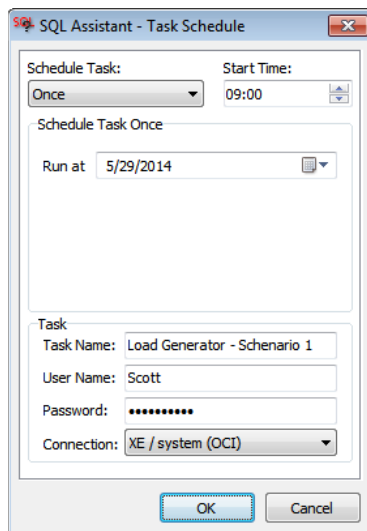 SQL SQL Assistant - Task Schedule
Schedule Task: Start Time:
Once 09:00
Schedule Task Once
Run at 5/29/2014
Task
Task Name: Load Generator - Schenario 1
User Name: Scott
Password: ••••••••••
Connection: XE / system (OCI)
OK Cancel